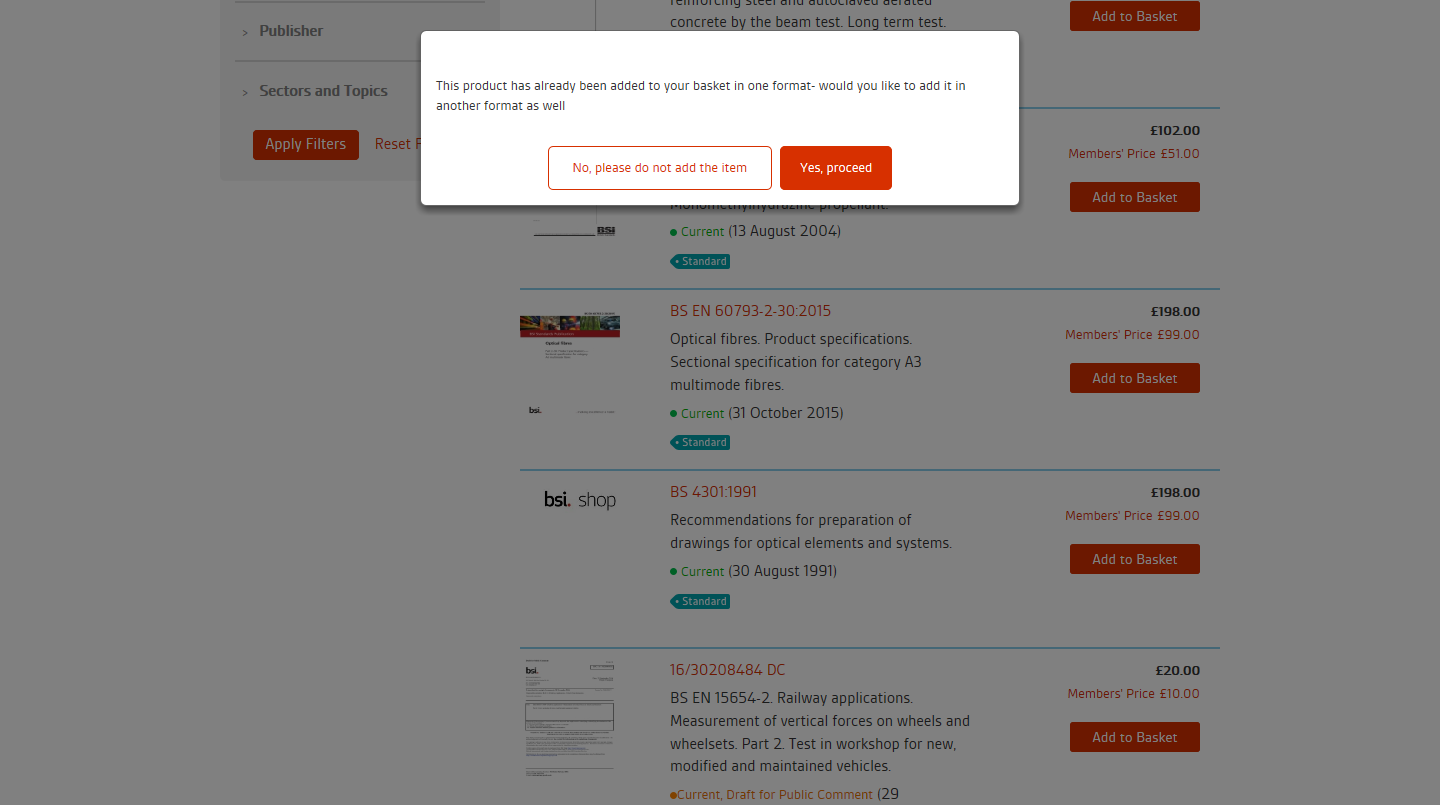 reinforcing steel and autoclaved aerated
concrete by the beam test. Long term test.
Add to Basket
› Publisher
› Sectors and Topics
Apply Filters
Reset F
This product has already been added to your basket in one format- would you like to add it in
another format as well
No, please do not add the item
Yes, proceed
£102.00
Members' Price £51.00
Add to Basket
Monomethylhydrazine propellant.
Current (13 August 2004)
Standard
BSi
BS EN 60793-2-30:2015
Optical fibres. Product specifications.
Sectional specification for category A3
multimode fibres.
Current (31 October 2015)
Standard
£198.00
Members' Price £99.00
Add to Basket
Optical fibres
bsi.
bsi. shop
BS 4301:1991
Recommendations for preparation of
drawings for optical elements and systems.
Current (30 August 1991)
Standard
£198.00
Members' Price £99.00
Add to Basket
bsi.
16/30208484 DC
BS EN 15654-2. Railway applications.
Measurement of vertical forces on wheels and
wheelsets. Part 2. Test in workshop for new,
modified and maintained vehicles.
Current, Draft for Public Comment (29
£20.00
Members' Price £10.00
Add to Basket